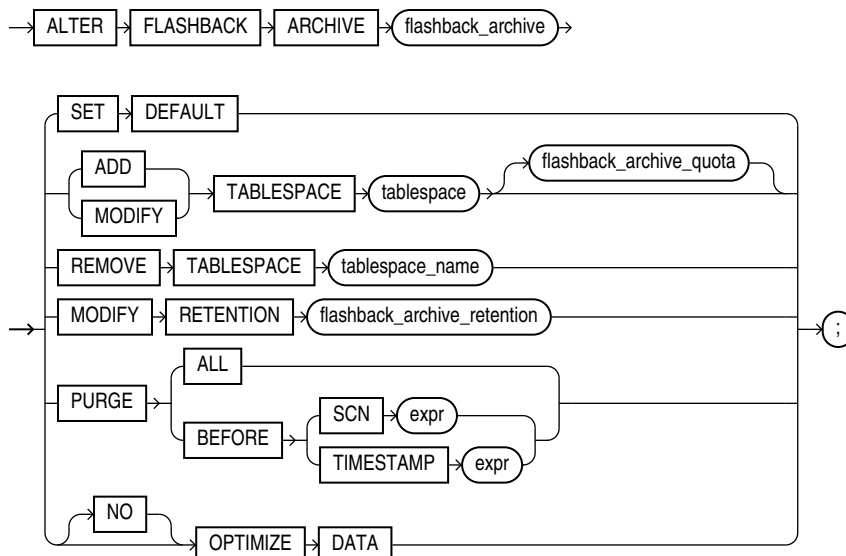 ALTER FLASHBACK ARCHIVE flashback_archive
SET DEFAULT
flashback_archive_quota
ADD
TABLESPACE tablespace
MODIFY
REMOVE TABLESPACE tablespace_name
MODIFY RETENTION flashback_archive_retention
;
ALL
PURGE
SCN expr
BEFORE
TIMESTAMP expr
NO
OPTIMIZE DATA